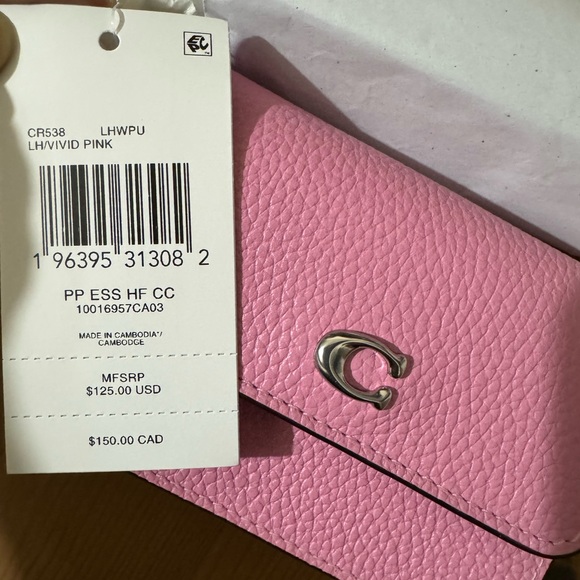 CR538 LHWPU
LH/VIVID PINK
1 96395 31308 2
PP ESS HF CC
10016957CA03
MADE IN CAMBODIA*/
CAMBODGE
MFSRP
$125.00 USD
$150.00 CAD
C